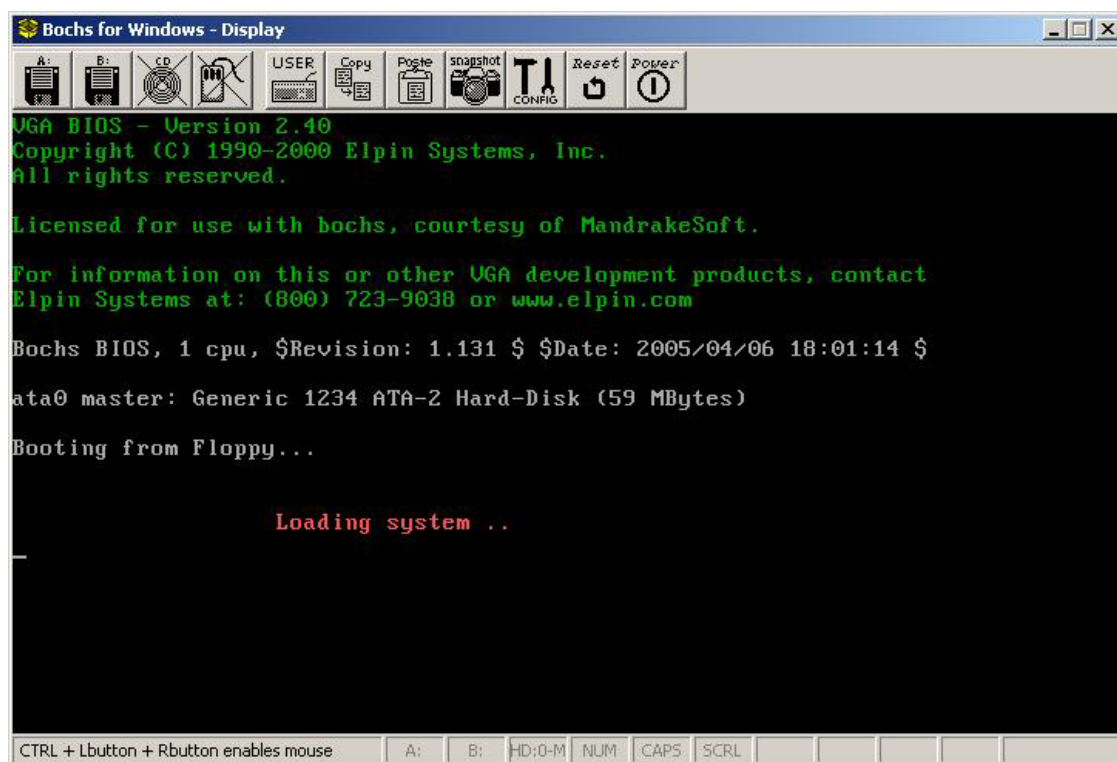 Bochs for Windows - Display
A: B: CD USER Copy Paste snapshot CONFIG Reset Power
VGA BIOS - Version 2.40
Copyright (C) 1990-2000 Elpin Systems, Inc.
All rights reserved.
Licensed for use with bochs, courtesy of MandrakeSoft.
For information on this or other VGA development products, contact
Elpin Systems at: (800) 723-9038 or www.elpin.com
Bochs BIOS, 1 cpu, $Revision: 1.131 $ $Date: 2005/04/06 18:01:14 $
ata0 master: Generic 1234 ATA-2 Hard-Disk (59 MBytes)
Booting from Floppy...
Loading system ..
CTRL + Lbutton + Rbutton enables mouse A: B: HD:0-M NUM CAPS SCRL